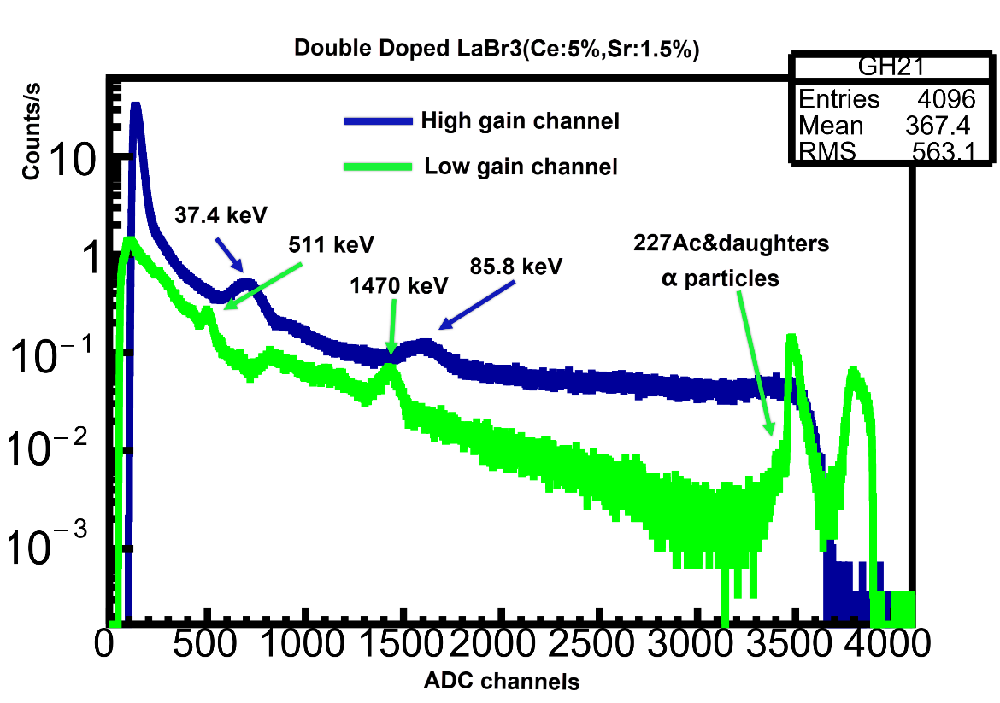 Double Doped LaBr3(Ce:5%,Sr:1.5%)
GH21
Entries 4096
Mean 367.4
RMS 563.1
Counts/s
High gain channel
Low gain channel
10
1
10−1
10−2
10−3
37.4 keV
511 keV
1470 keV
85.8 keV
227Ac&daughters
α particles
0 500 1000 1500 2000 2500 3000 3500 4000
ADC channels